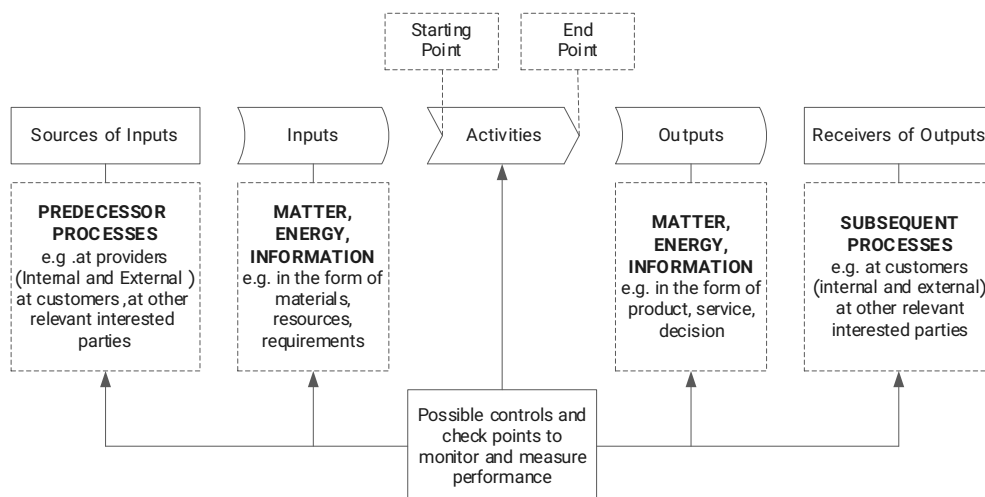 Starting
Point
End
Point
Sources of Inputs
Inputs
Activities
Outputs
Receivers of Outputs
PREDECESSOR
PROCESSES
e.g .at providers
(Internal and External )
at customers ,at other
relevant interested
parties
MATTER,
ENERGY,
INFORMATION
e.g. in the form of
materials,
resources,
requirements
MATTER,
ENERGY,
INFORMATION
e.g. in the form of
product, service,
decision
SUBSEQUENT
PROCESSES
e.g. at customers
(internal and external)
at other relevant
interested parties
Possible controls and
check points to
monitor and measure
performance